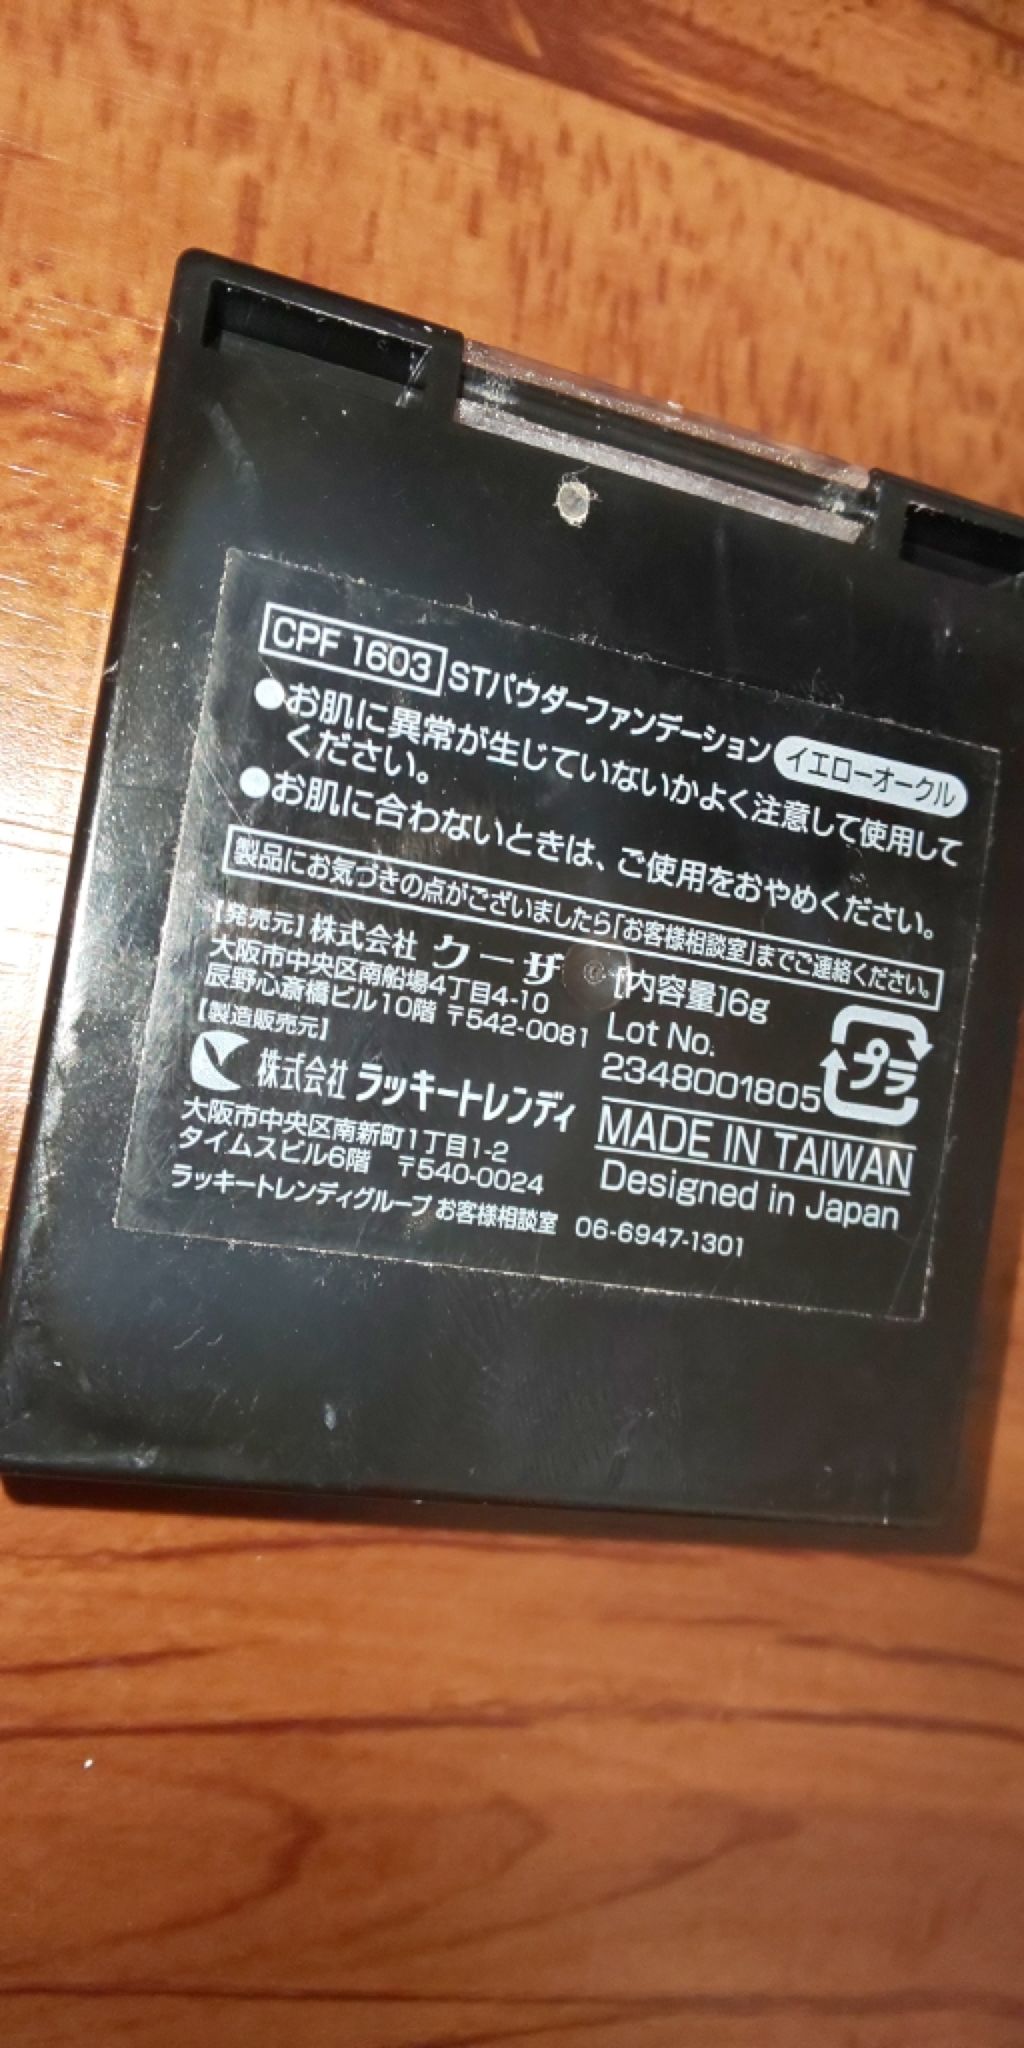 CPF 1603 STパウダーファンデーション イエローオークル
●お肌に異常が生じていないかよく注意して使用して
ください。
●お肌に合わないときは、ご使用をおやめください。
製品にお気づきの点がございましたら「お客様相談室」までご連絡ください。
【発売元】株式会社 クーザ
大阪市中央区南船場4丁目4-10
辰野心斎橋ビル10階 〒542-0081
【製造販売元】
株式会社 ラッキートレンディ
大阪市中央区南新町1丁目1-2
タイムスビル6階 〒540-0024
ラッキートレンディグループ お客様相談室 06-6947-1301
[内容量]6g
Lot No.
2348001805
プラ
MADE IN TAIWAN
Designed in Japan